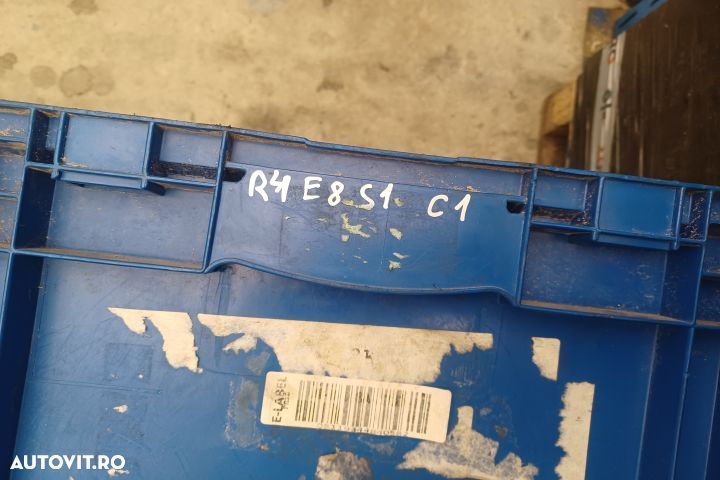 R4 E8 S1 C1
E-LABEL
AUTOVIT.RO